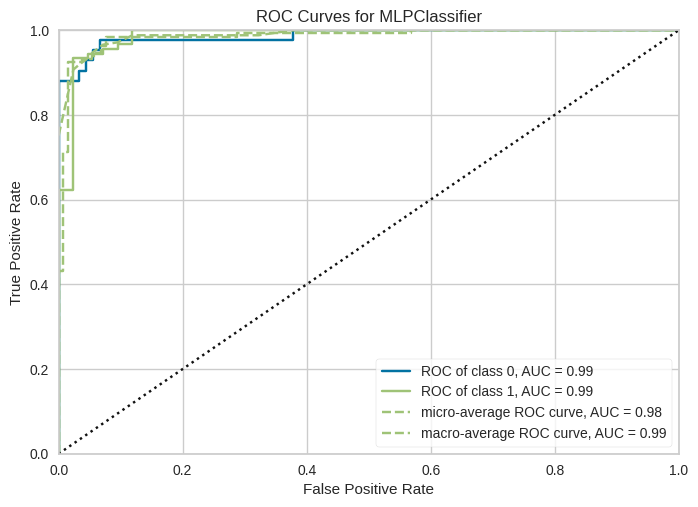 ROC Curves for MLPClassifier
True Positive Rate
1.0
0.8
0.6
0.4
0.2
0.0
ROC of class 0, AUC = 0.99
ROC of class 1, AUC = 0.99
micro-average ROC curve, AUC = 0.98
macro-average ROC curve, AUC = 0.99
0.0
0.2
0.4
0.6
0.8
1.0
False Positive Rate